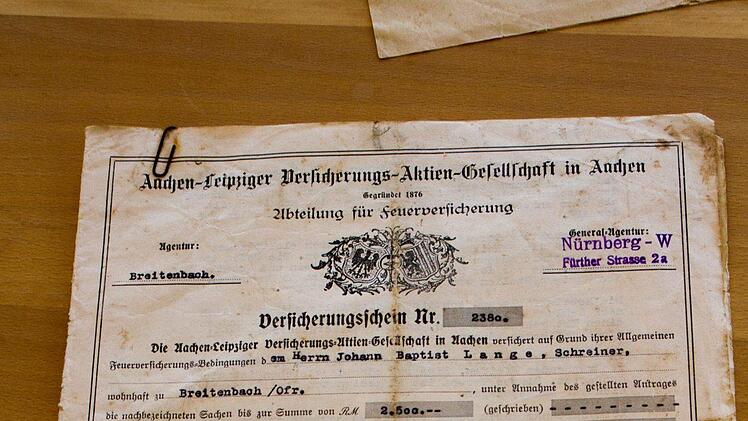 Aachen-Leipziger Versicherungs-Aktien-Gesellschaft in Aachen
Gegründet 1876
Abteilung für Feuerversicherung
Agentur:
Breitenbach.
General-Agentur:
Nürnberg - W
Fürther Strasse 2a
Versicherungsschein Nr. 2380.
Die Aachen-Leipziger Versicherungs-Aktien-Gesellschaft in Aachen versichert auf Grund ihrer Allgemeinen
Feuerversicherungs-Bedingungen dem Herrn Johann Baptist Lange, Schreiner,
wohnhaft zu Breitenbach /Ofr. , unter Annahme des gestellten Antrages
die nachbezeichneten Sachen bis zur Summe von RM 2.500.-- (geschrieben) - - - - - - - - -